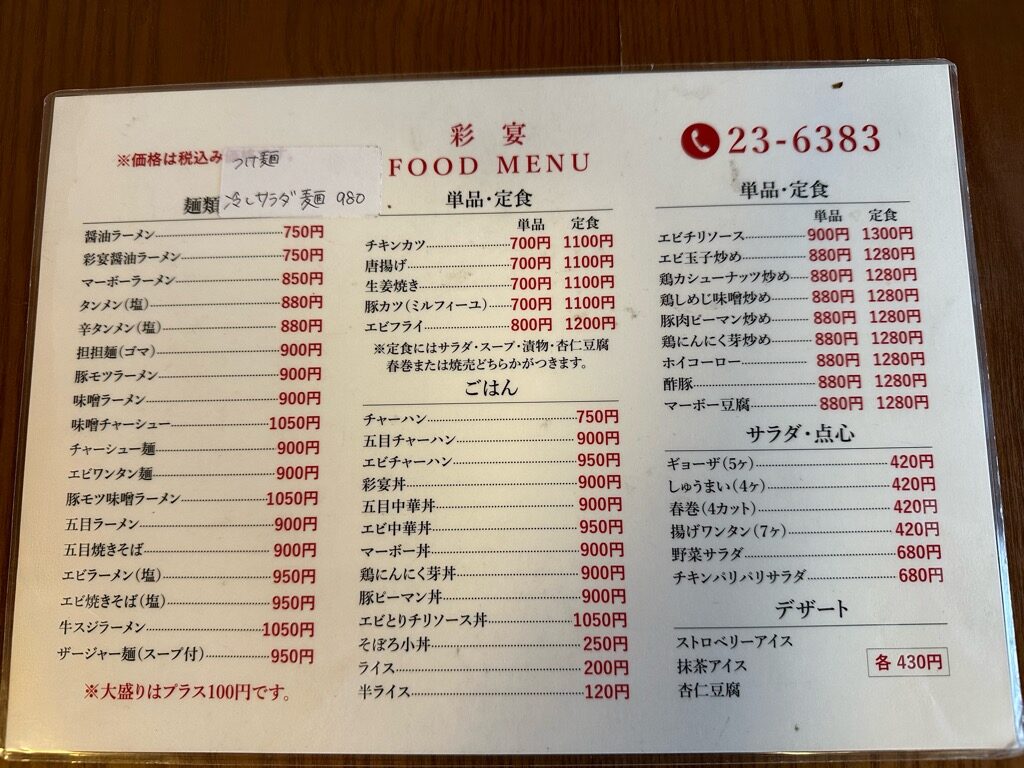 彩宴
FOOD MENU
23-6383
※価格は税込み
つけ麺
冷しサラダ麺 980
麺類
醤油ラーメン 750円
彩宴醤油ラーメン 750円
マーボーラーメン 850円
タンメン(塩) 880円
辛タンメン(塩) 880円
担担麺(ゴマ) 900円
豚モツラーメン 900円
味噌ラーメン 900円
味噌チャーシュー 1050円
チャーシュー麺 900円
エビワンタン麺 900円
豚モツ味噌ラーメン 1050円
五目ラーメン 900円
五目焼きそば 900円
エビラーメン(塩) 950円
エビ焼きそば(塩) 950円
牛スジラーメン 1050円
ザージャー麺(スープ付) 950円
※大盛りはプラス100円です。
単品・定食
単品 定食
チキンカツ 700円 1100円
唐揚げ 700円 1100円
生姜焼き 700円 1100円
豚カツ(ミルフィーユ) 700円 1100円
エビフライ 800円 1200円
※定食にはサラダ・スープ・漬物・杏仁豆腐
春巻または焼売どちらかがつきます。
ごはん
チャーハン 750円
五目チャーハン 900円
エビチャーハン 950円
彩宴丼 900円
五目中華丼 900円
エビ中華丼 950円
マーボー丼 900円
鶏にんにく芽丼 900円
豚ピーマン丼 900円
エビとりチリソース丼 1050円
そぼろ小丼 250円
ライス 200円
半ライス 120円
単品・定食
単品 定食
エビチリソース 900円 1300円
エビ玉子炒め 880円 1280円
鶏カシューナッツ炒め 880円 1280円
鶏しめじ味噌炒め 880円 1280円
豚肉ピーマン炒め 880円 1280円
鶏にんにく芽炒め 880円 1280円
ホイコーロー 880円 1280円
酢豚 880円 1280円
マーボー豆腐 880円 1280円
サラダ・点心
ギョーザ(5ヶ) 420円
しゅうまい(4ヶ) 420円
春巻(4カット) 420円
揚げワンタン(7ヶ) 420円
野菜サラダ 680円
チキンパリパリサラダ 680円
デザート
ストロベリーアイス
抹茶アイス
杏仁豆腐
各430円